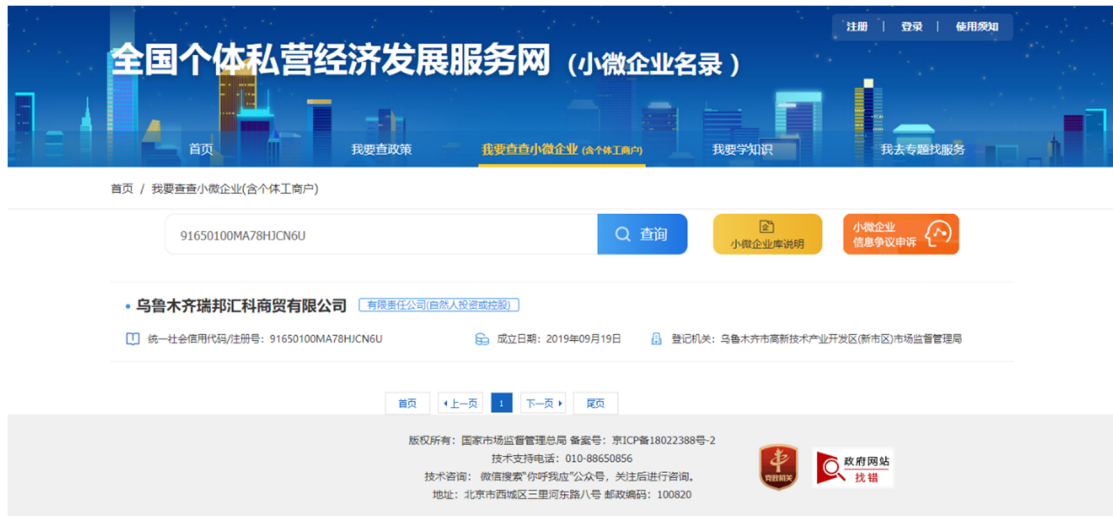 注册 | 登录 | 使用须知
全国个体私营经济发展服务网（小微企业名录）
首页 我要查政策 我要查查小微企业 (含个体工商户) 我要学知识 我去专题找服务
首页 / 我要查查小微企业(含个体工商户)
91650100MA78HJCN6U 查询 小微企业库说明 小微企业
信息争议申诉
• 乌鲁木齐瑞邦汇科商贸有限公司 有限责任公司(自然人投资或控股)
统一社会信用代码/注册号：91650100MA78HJCN6U 成立日期：2019年09月19日 登记机关：乌鲁木齐市高新技术产业开发区(新市区)市场监督管理局
首页 上一页 1 下一页 尾页
版权所有：国家市场监督管理总局 备案号：京ICP备18022388号-2
技术支持电话：010-88650856
技术咨询： 微信搜索"你呼我应"公众号，关注后进行咨询。
地址：北京市西城区三里河东路八号 邮政编码：100820
党政机关
政府网站
找错